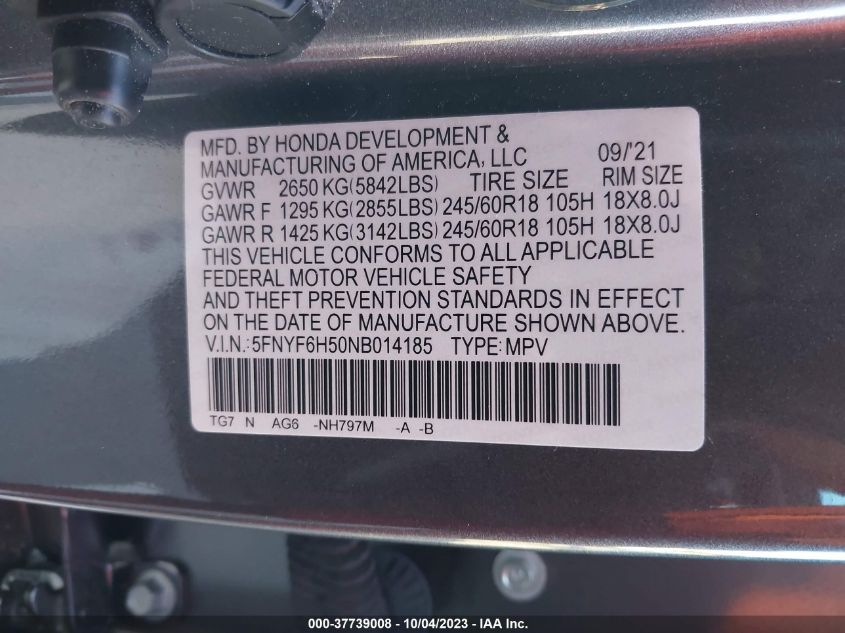 MFD. BY HONDA DEVELOPMENT &
MANUFACTURING OF AMERICA, LLC 09/'21
GVWR 2650 KG(5842LBS) TIRE SIZE RIM SIZE
GAWR F 1295 KG(2855LBS) 245/60R18 105H 18X8.0J
GAWR R 1425 KG(3142LBS) 245/60R18 105H 18X8.0J
THIS VEHICLE CONFORMS TO ALL APPLICABLE
FEDERAL MOTOR VEHICLE SAFETY
AND THEFT PREVENTION STANDARDS IN EFFECT
ON THE DATE OF MANUFACTURE SHOWN ABOVE.
V.I.N.: 5FNYF6H50NB014185 TYPE: MPV
TG7 N AG6 -NH797M -A -B
000-37739008 - 10/04/2023 - IAA Inc.